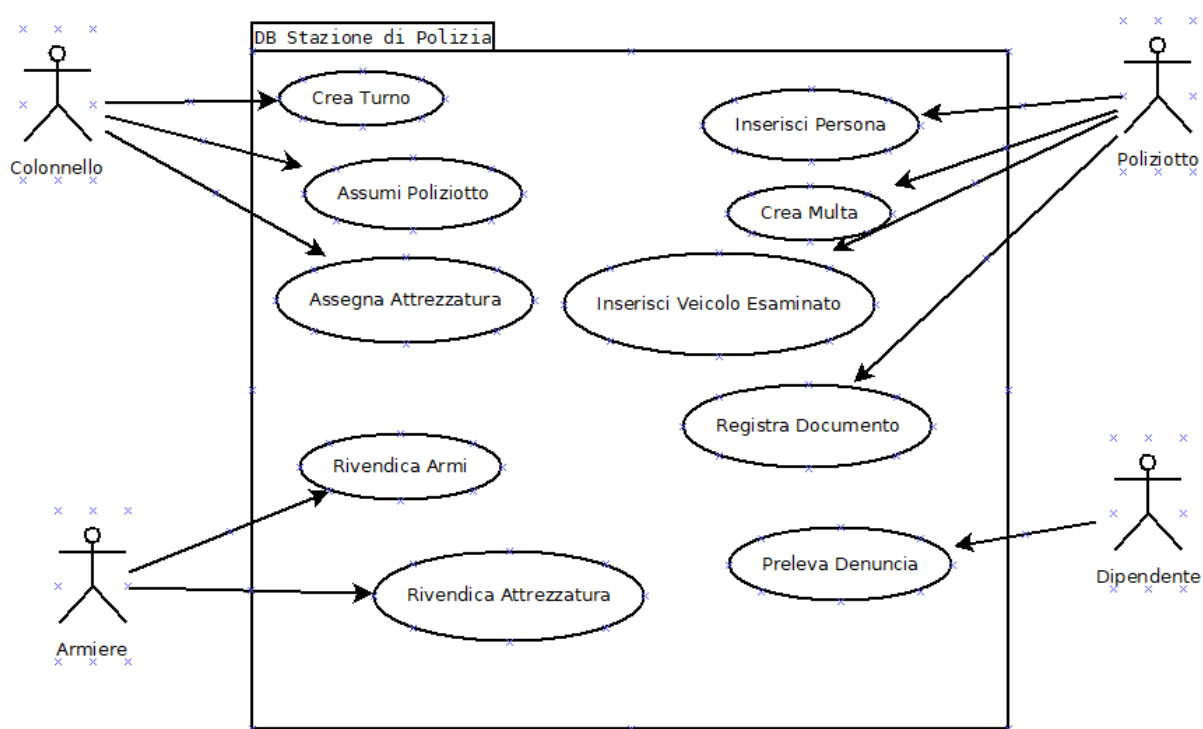 DB Stazione di Polizia
Colonnello
Crea Turno
Assumi Poliziotto
Assegna Attrezzatura
Poliziotto
Inserisci Persona
Crea Multa
Inserisci Veicolo Esaminato
Registra Documento
Armiere
Rivendica Armi
Rivendica Attrezzatura
Dipendente
Preleva Denuncia